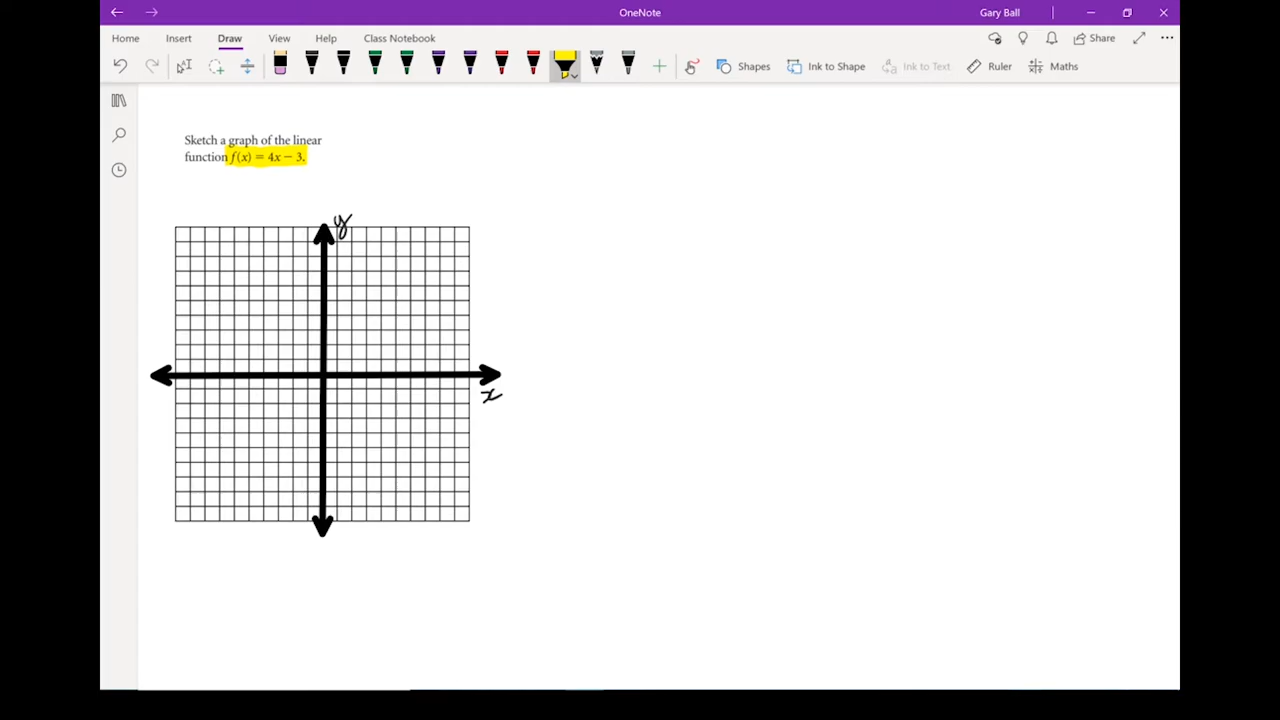 OneNote
Gary Ball
Home Insert Draw View Help Class Notebook
Shapes Ink to Shape Ink to Text Ruler Maths Share
Sketch a graph of the linear
function f(x) = 4x − 3.
y
x